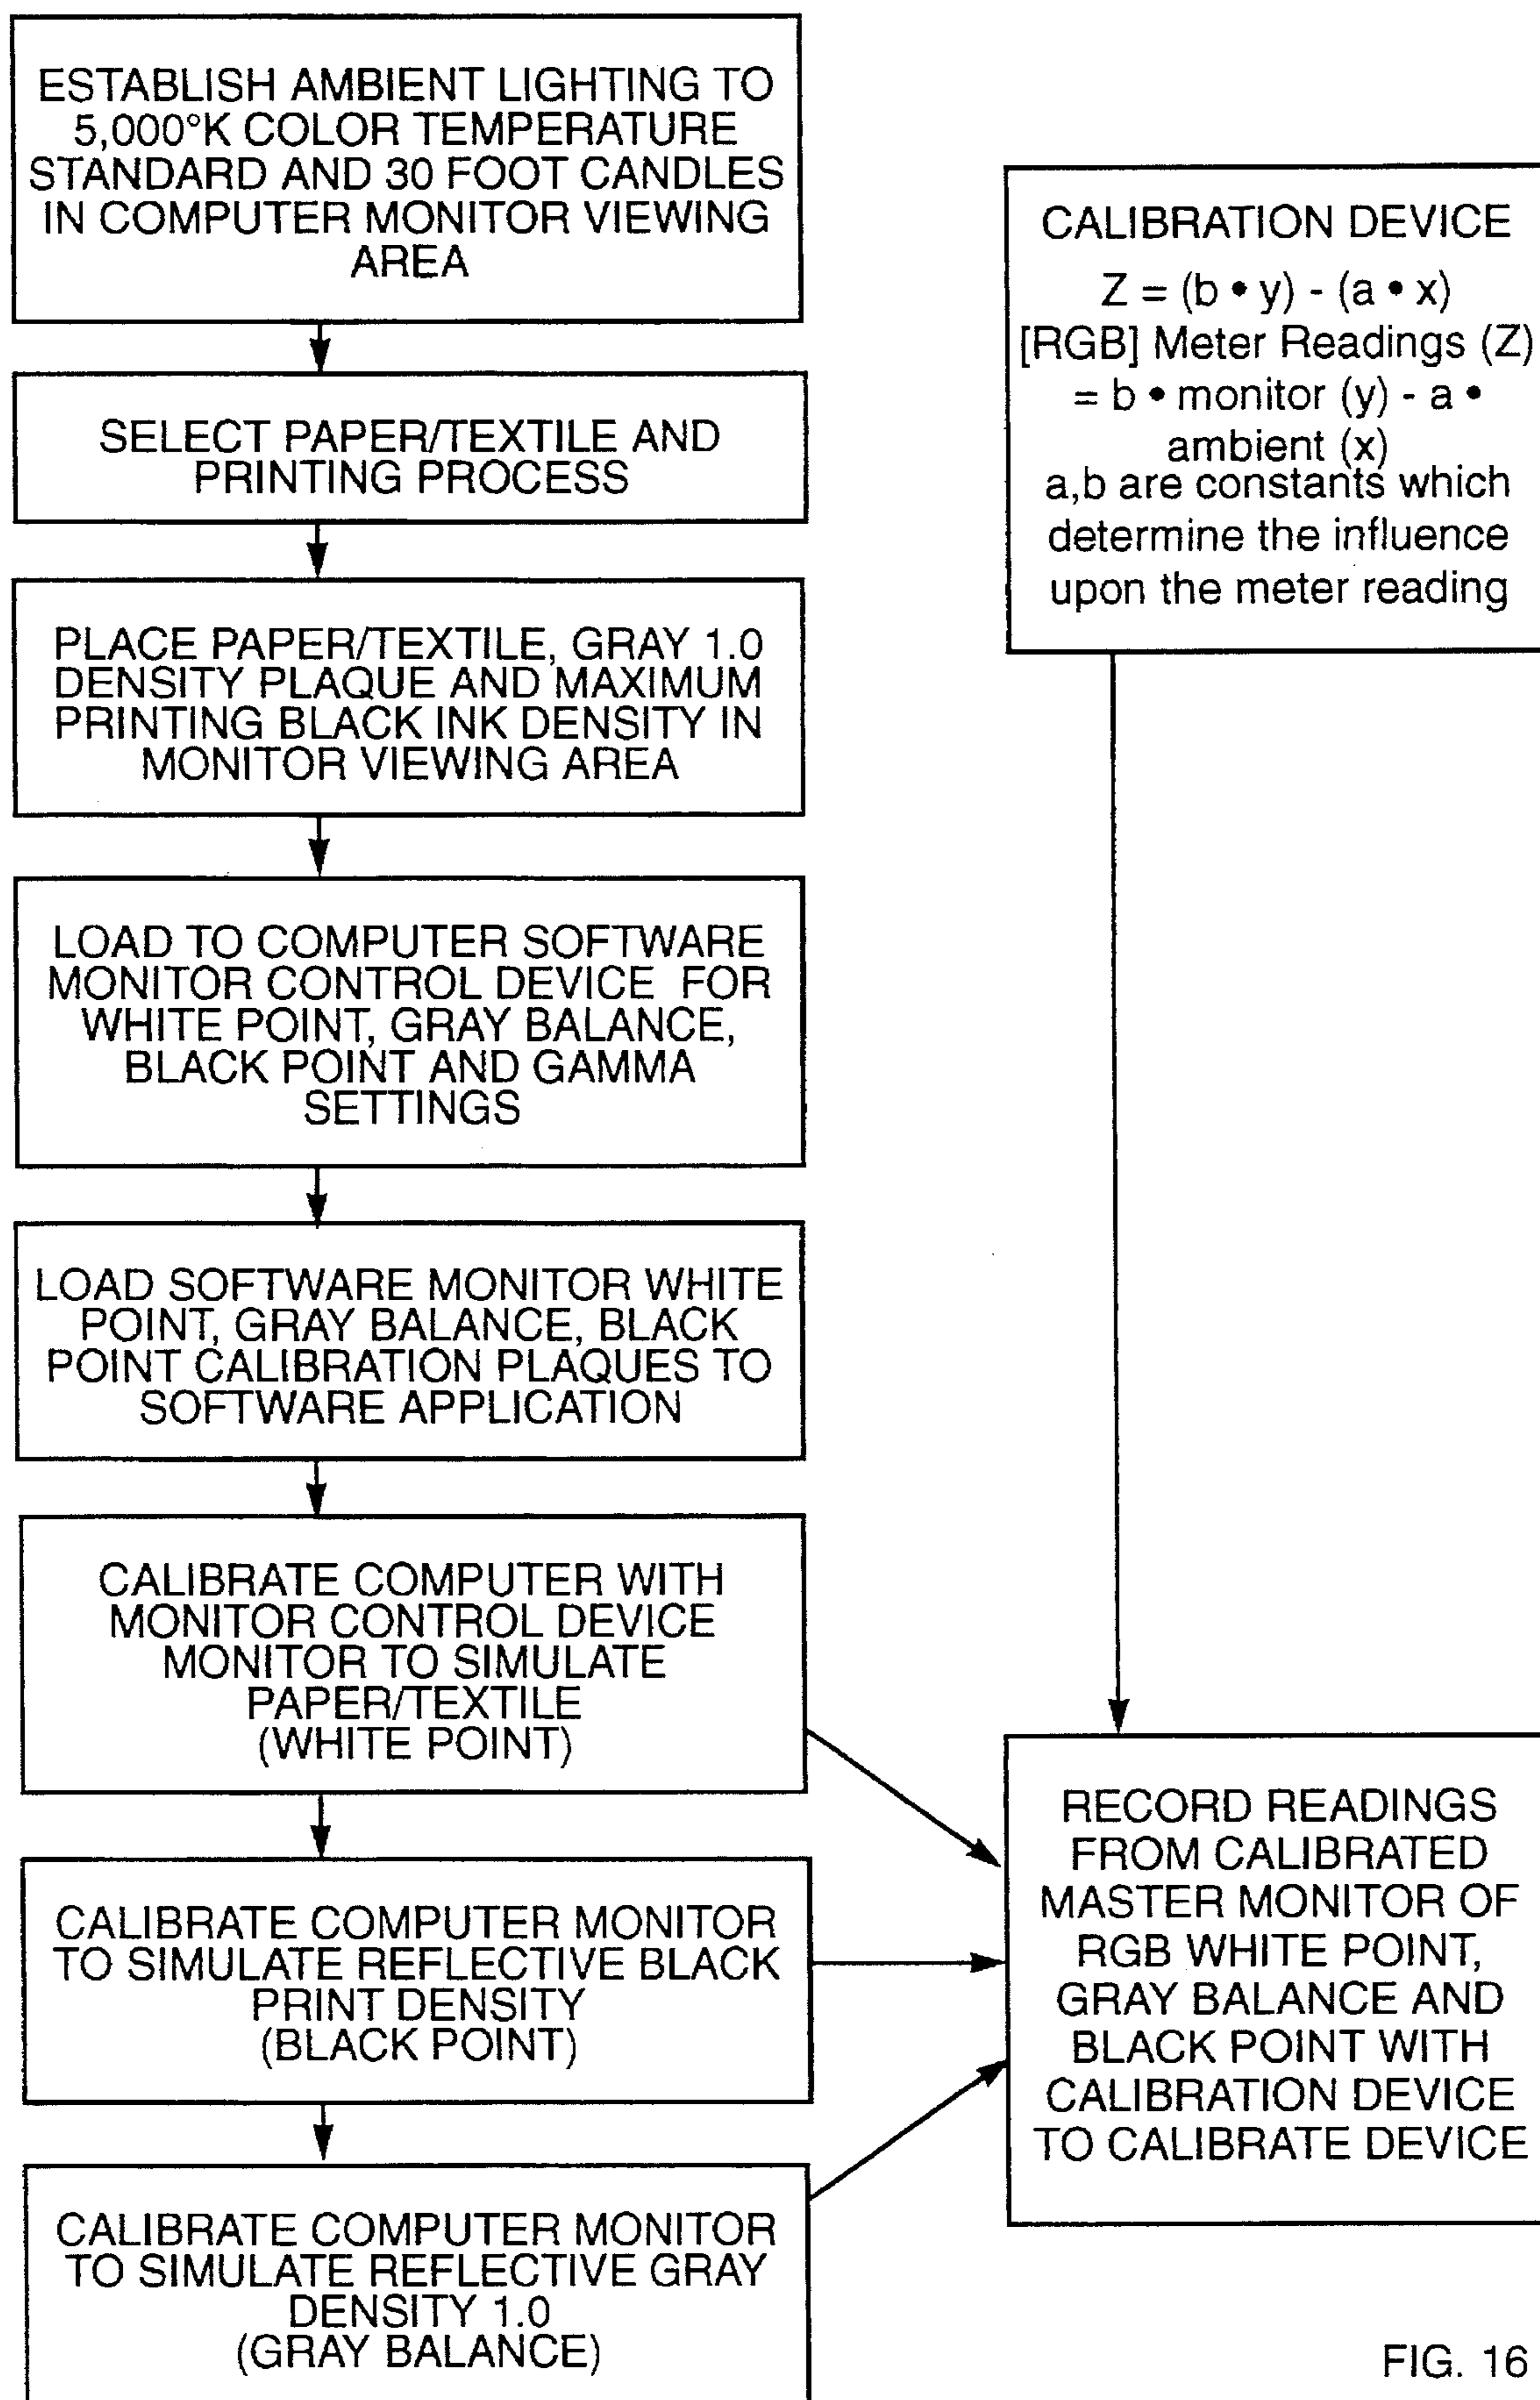 ESTABLISH AMBIENT LIGHTING TO
5,000°K COLOR TEMPERATURE
STANDARD AND 30 FOOT CANDLES
IN COMPUTER MONITOR VIEWING
AREA
SELECT PAPER/TEXTILE AND
PRINTING PROCESS
PLACE PAPER/TEXTILE, GRAY 1.0
DENSITY PLAQUE AND MAXIMUM
PRINTING BLACK INK DENSITY IN
MONITOR VIEWING AREA
LOAD TO COMPUTER SOFTWARE
MONITOR CONTROL DEVICE FOR
WHITE POINT, GRAY BALANCE,
BLACK POINT AND GAMMA
SETTINGS
LOAD SOFTWARE MONITOR WHITE
POINT, GRAY BALANCE, BLACK
POINT CALIBRATION PLAQUES TO
SOFTWARE APPLICATION
CALIBRATE COMPUTER WITH
MONITOR CONTROL DEVICE
MONITOR TO SIMULATE
PAPER/TEXTILE
(WHITE POINT)
CALIBRATE COMPUTER MONITOR
TO SIMULATE REFLECTIVE BLACK
PRINT DENSITY
(BLACK POINT)
CALIBRATE COMPUTER MONITOR
TO SIMULATE REFLECTIVE GRAY
DENSITY 1.0
(GRAY BALANCE)
CALIBRATION DEVICE
Z = (b • y) - (a • x)
[RGB] Meter Readings (Z)
= b • monitor (y) - a •
ambient (x)
a,b are constants which
determine the influence
upon the meter reading
RECORD READINGS
FROM CALIBRATED
MASTER MONITOR OF
RGB WHITE POINT,
GRAY BALANCE AND
BLACK POINT WITH
CALIBRATION DEVICE
TO CALIBRATE DEVICE
FIG. 16